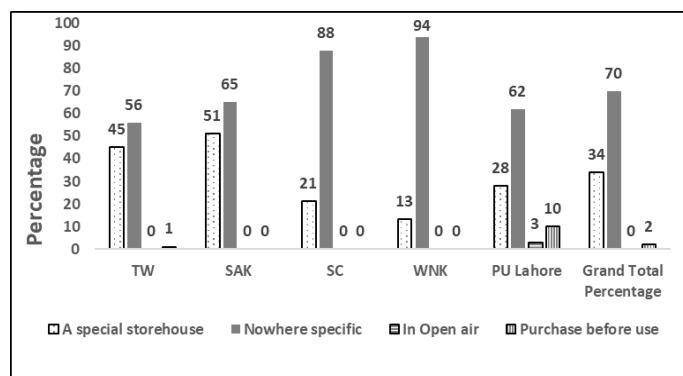 Percentage
100
90
80
70
60
50
40
30
20
10
0
45 56 0 1
51 65 0 0
21 88 0 0
13 94 0 0
28 62 3 10
34 70 0 2
TW SAK SC WNK PU Lahore Grand Total
Percentage
A special storehouse Nowhere specific In Open air Purchase before use